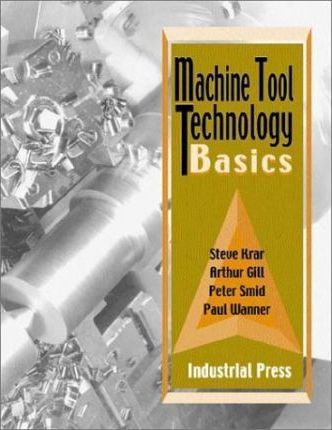 Machine Tool
Technology
Basics
Steve Krar
Arthur Gill
Peter Smid
Paul Wanner
Industrial Press